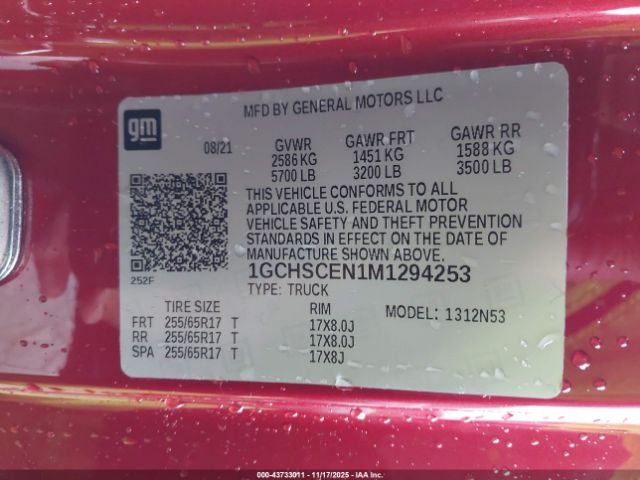 MFD BY GENERAL MOTORS LLC
gm
08/21 GVWR GAWR FRT GAWR RR
2586 KG 1451 KG 1588 KG
5700 LB 3200 LB 3500 LB
THIS VEHICLE CONFORMS TO ALL
APPLICABLE U.S. FEDERAL MOTOR
VEHICLE SAFETY AND THEFT PREVENTION
STANDARDS IN EFFECT ON THE DATE OF
MANUFACTURE SHOWN ABOVE.
252F
1GCHSCEN1M1294253
TYPE: TRUCK
TIRE SIZE RIM MODEL: 1312N53
FRT 255/65R17 T 17X8.0J
RR 255/65R17 T 17X8.0J
SPA 255/65R17 T 17X8J
000-43733011 - 11/17/2025 - IAAI.COM